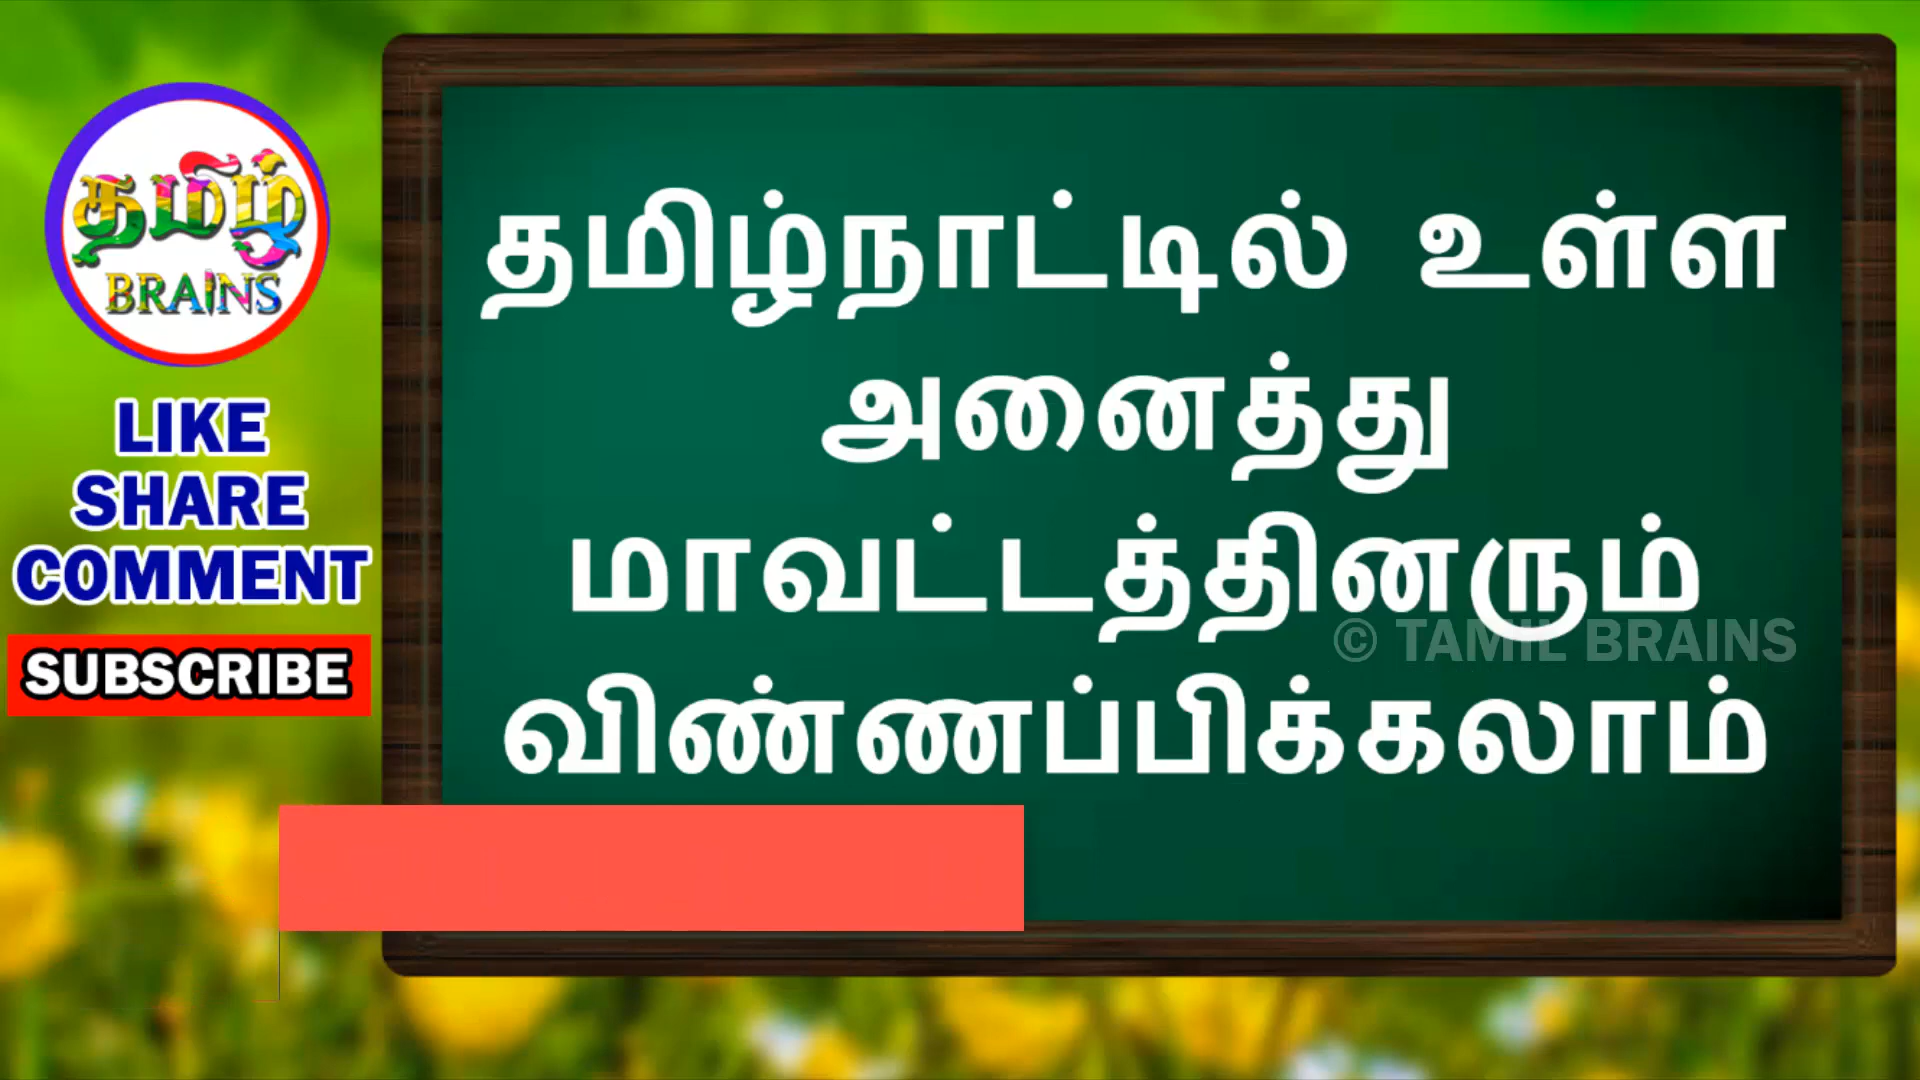 தமிழ்
BRAINS
LIKE
SHARE
COMMENT
SUBSCRIBE
தமிழ்நாட்டில் உள்ள
அனைத்து
மாவட்டத்தினரும்
© TAMIL BRAINS
விண்ணப்பிக்கலாம்